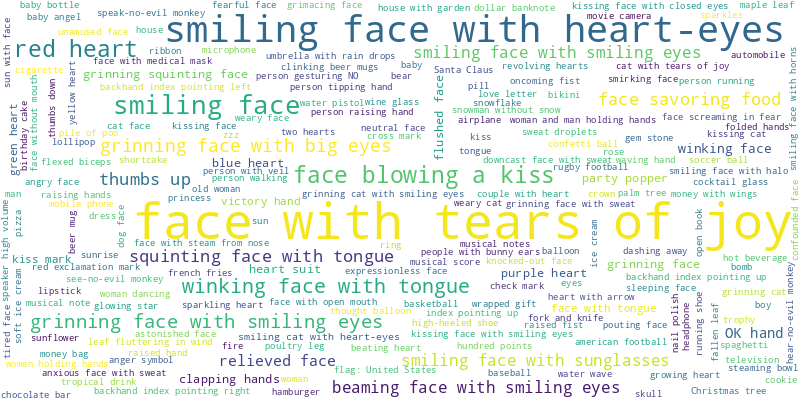 baby bottle
speak-no-evil monkey
fearful face
grimacing face
house with garden
dollar banknote
kissing face with closed eyes
maple leaf
baby angel
movie camera
sparkles
smiling face with heart-eyes
unamused face
house
sun with face
red heart
ribbon
microphone
umbrella with rain drops
smiling face with smiling eyes
automobile
face with medical mask
clinking beer mugs
baby
Santa Claus
revolving hearts
cat with tears of joy
cigarette
grinning squinting face
person gesturing NO
bear
pill
oncoming fist
smirking face
person running
backhand index pointing left
person tipping hand
love letter
bikini
face savoring food
smiling face with horns
face without mouth
thumbs down
yellow heart
birthday cake
green heart
smiling face
water pistol
wine glass
snowflake
snowman without snow
person raising hand
flushed face
weary face
airplane
woman and man holding hands
face screaming in fear
pile of poo
cat face
kissing face
zzz
two hearts
neutral face
confetti ball
folded hands
lollipop
cross mark
kiss
sweat droplets
gem stone
kissing cat
grinning face with big eyes
tongue
rose
winking face
flexed biceps
shortcake
blue heart
downcast face with sweat
waving hand
soccer ball
person with veil
rugby football
smiling face with halo
angry face
thumbs up
person walking
face blowing a kiss
party popper
cocktail glass
man
raising hands
old woman
princess
grinning cat with smiling eyes
couple with heart
crown
palm tree
money with wings
mobile phone
victory hand
weary cat
grinning face with sweat
dress
sun
face with tears of joy
speaker high volume
pizza
beer mug
dog face
ring
musical notes
ice cream
open book
confounded face
face with steam from nose
people with bunny ears
balloon
dashing away
sunrise
squinting face with tongue
musical score
knocked-out face
hot beverage
kiss mark
red exclamation mark
french fries
heart suit
expressionless face
purple heart
grinning face
bomb
see-no-evil monkey
check mark
eyes
backhand index pointing up
soft ice cream
lipstick
woman dancing
winking face with tongue
heart with arrow
sleeping face
grinning cat
musical note
glowing star
sparkling heart
face with open mouth
basketball
wrapped gift
face with tongue
nail polish
running shoe
boy
thought balloon
index pointing up
fork and knife
trophy
tired face
grinning face with smiling eyes
high-heeled shoe
raised fist
pouting face
headphone
fallen leaf
OK hand
hear-no-evil monkey
astonished face
kissing face with smiling eyes
sunflower
leaf fluttering in wind
smiling cat with heart-eyes
american football
spaghetti
raised hand
fire
beating heart
hundred points
money bag
anger symbol
relieved face
poultry leg
smiling face with sunglasses
television
women holding hands
anxious face with sweat
flag: United States
steaming bowl
tropical drink
clapping hands
woman
baseball
water wave
growing heart
cookie
backhand index pointing right
hamburger
beaming face with smiling eyes
skull
Christmas tree
chocolate bar